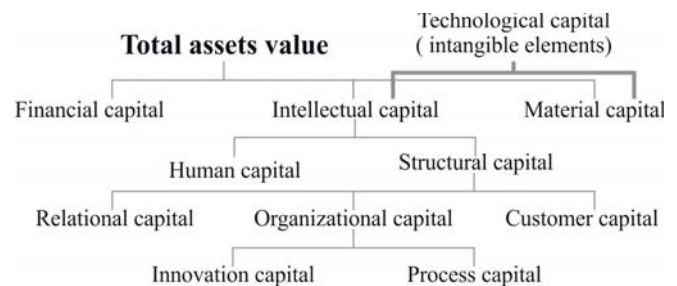 Technological capital
( intangible elements)
Total assets value
Financial capital
Intellectual capital
Material capital
Human capital
Structural capital
Relational capital
Organizational capital
Customer capital
Innovation capital
Process capital